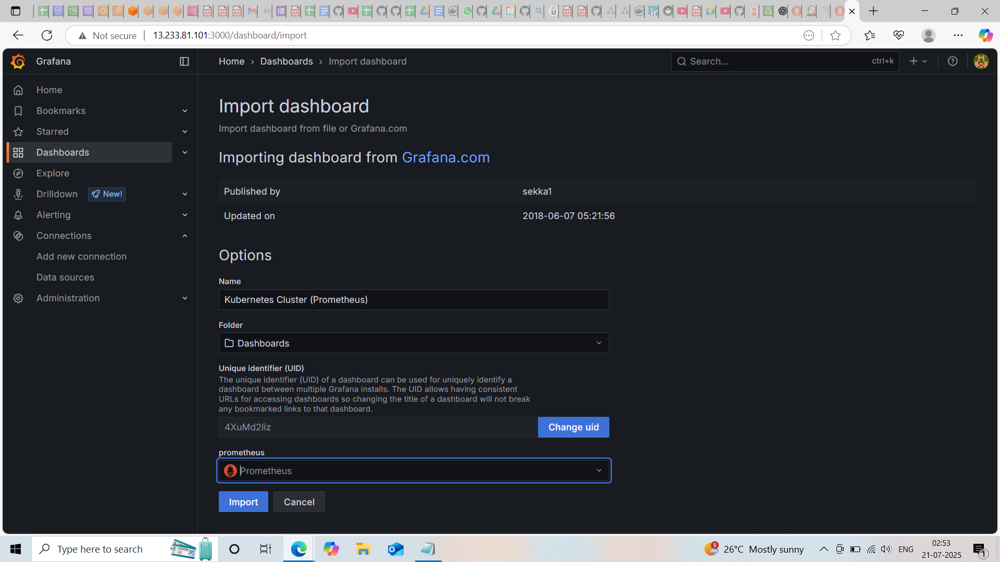 Not secure
13.233.81.101:3000/dashboard/import
Grafana
Home
Dashboards
Import dashboard
Search...
ctrl+k
Home
Bookmarks
Starred
Dashboards
Explore
Drilldown
New!
Alerting
Connections
Add new connection
Data sources
Administration
Import dashboard
Import dashboard from file or Grafana.com
Importing dashboard from Grafana.com
Published by
sekka1
Updated on
2018-06-07 05:21:56
Options
Name
Kubernetes Cluster (Prometheus)
Folder
Dashboards
Unique identifier (UID)
The unique identifier (UID) of a dashboard can be used for uniquely identify a
dashboard between multiple Grafana installs. The UID allows having consistent
URLs for accessing dashboards so changing the title of a dashboard will not break
any bookmarked links to that dashboard.
4XuMd2Iiz
Change uid
prometheus
Prometheus
Import
Cancel
Type here to search
5
26°C Mostly sunny
ENG
02:53
21-07-2025
1